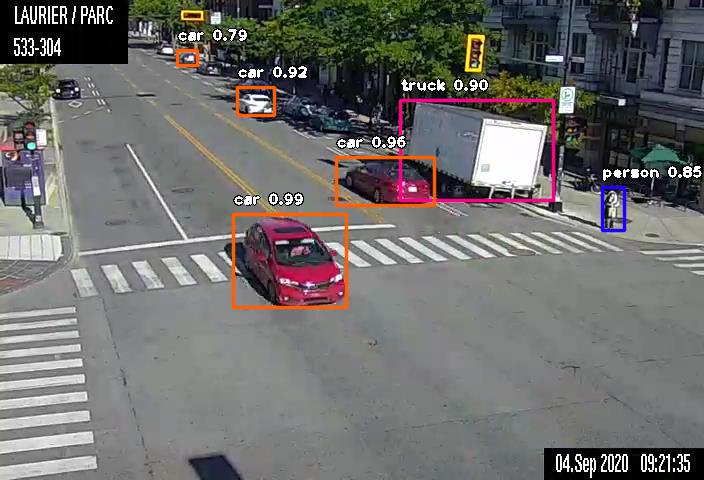 LAURIER / PARC
533-304
car 0.79
car 0.92
truck 0.90
car 0.96
person 0.85
car 0.99
04.Sep 2020 09:21:35